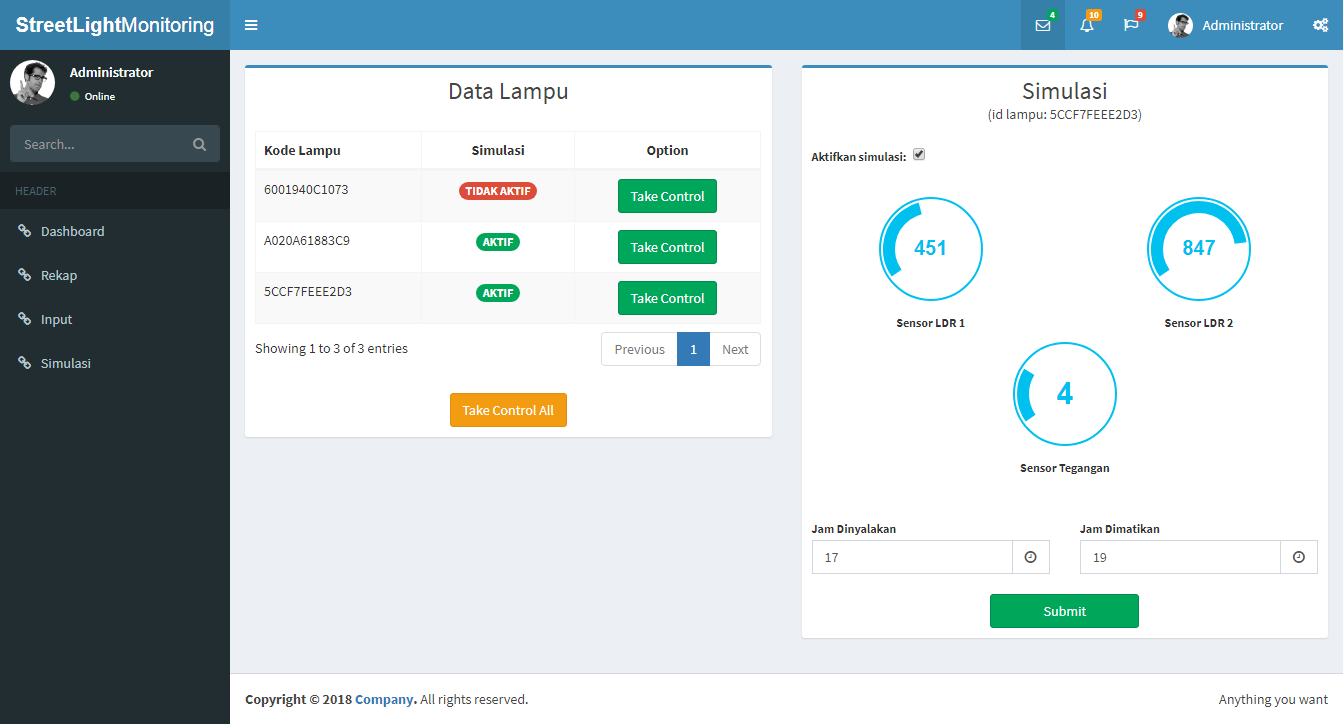 StreetLightMonitoring
4
10
9
Administrator
Administrator
Online
Search...
HEADER
Dashboard
Rekap
Input
Simulasi
Data Lampu
Kode Lampu Simulasi Option
6001940C1073 TIDAK AKTIF Take Control
A020A61883C9 AKTIF Take Control
5CCF7FEEE2D3 AKTIF Take Control
Showing 1 to 3 of 3 entries
Previous 1 Next
Take Control All
Simulasi
(id lampu: 5CCF7FEEE2D3)
Aktifkan simulasi:
451 847
Sensor LDR 1 Sensor LDR 2
4
Sensor Tegangan
Jam Dinyalakan Jam Dimatikan
17 19
Submit
Copyright © 2018 Company. All rights reserved. Anything you want